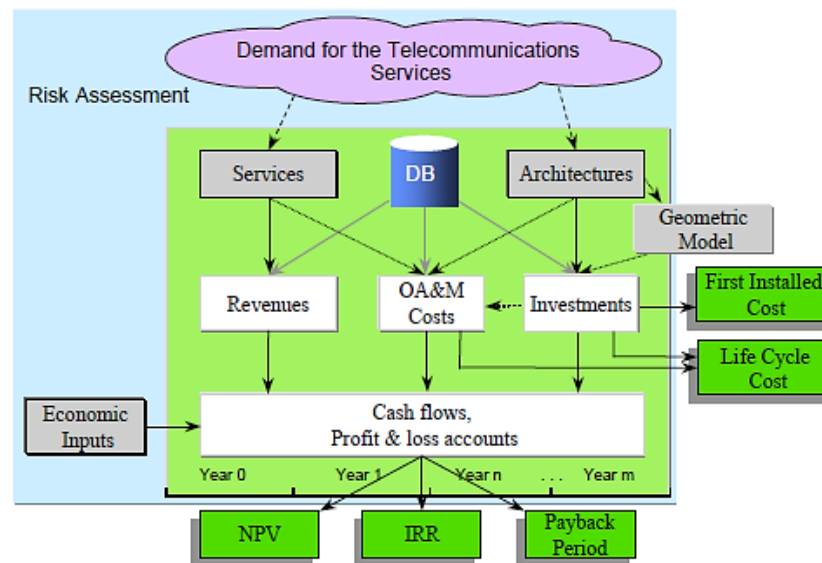 Demand for the Telecommunications
Services
Risk Assessment
Services
DB
Architectures
Geometric
Model
Revenues
OA&M
Costs
Investments
First Installed
Cost
Life Cycle
Cost
Economic
Inputs
Cash flows,
Profit & loss accounts
Year 0
Year 1
Year n
...
Year m
NPV
IRR
Payback
Period